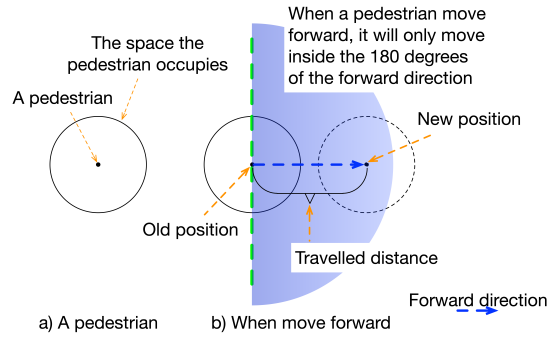 When a pedestrian move
forward, it will only move
inside the 180 degrees
of the forward direction
The space the
pedestrian occupies
A pedestrian
New position
Old position
Travelled distance
Forward direction
a) A pedestrian
b) When move forward